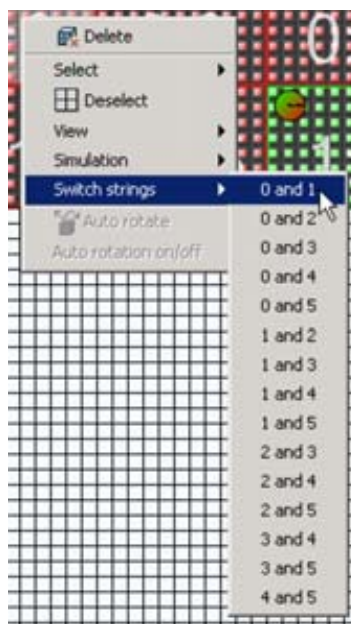 0
Delete
Select
Deselect
View
1
Simulation
Switch strings
Auto rotate
Auto rotation on/off
0 and 1
0 and 2
0 and 3
0 and 4
0 and 5
1 and 2
1 and 3
1 and 4
1 and 5
2 and 3
2 and 4
2 and 5
3 and 4
3 and 5
4 and 5